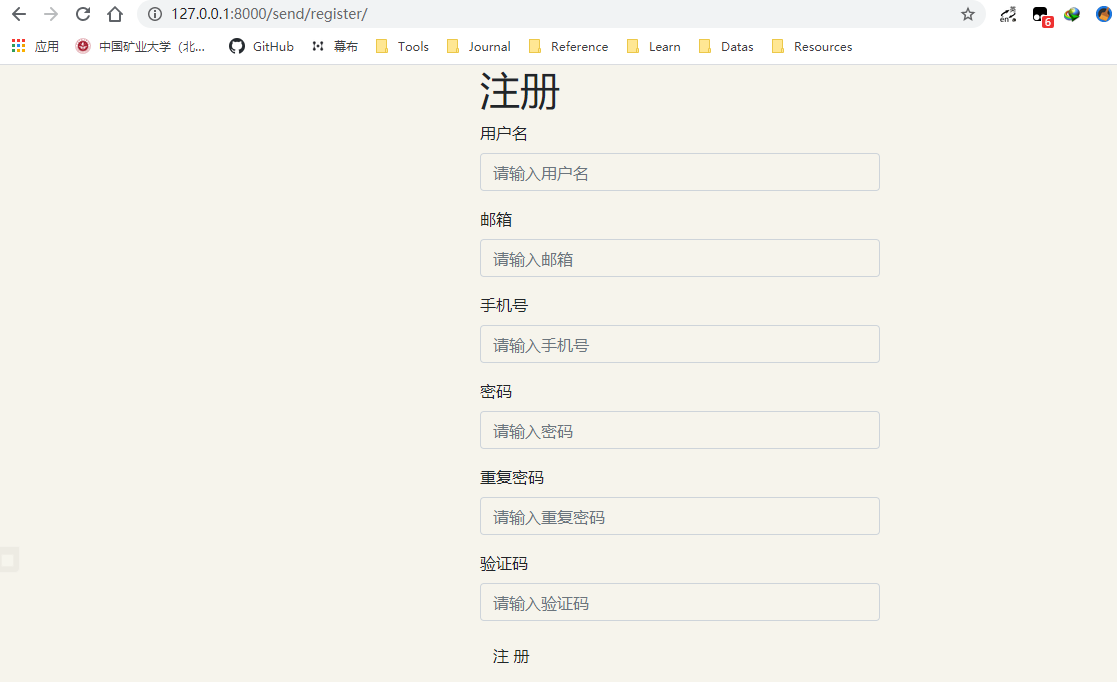 127.0.0.1:8000/send/register/
en 英
6
应用 中国矿业大学（北... GitHub 幕布 Tools Journal Reference Learn Datas Resources
注册
用户名
请输入用户名
邮箱
请输入邮箱
手机号
请输入手机号
密码
请输入密码
重复密码
请输入重复密码
验证码
请输入验证码
注 册